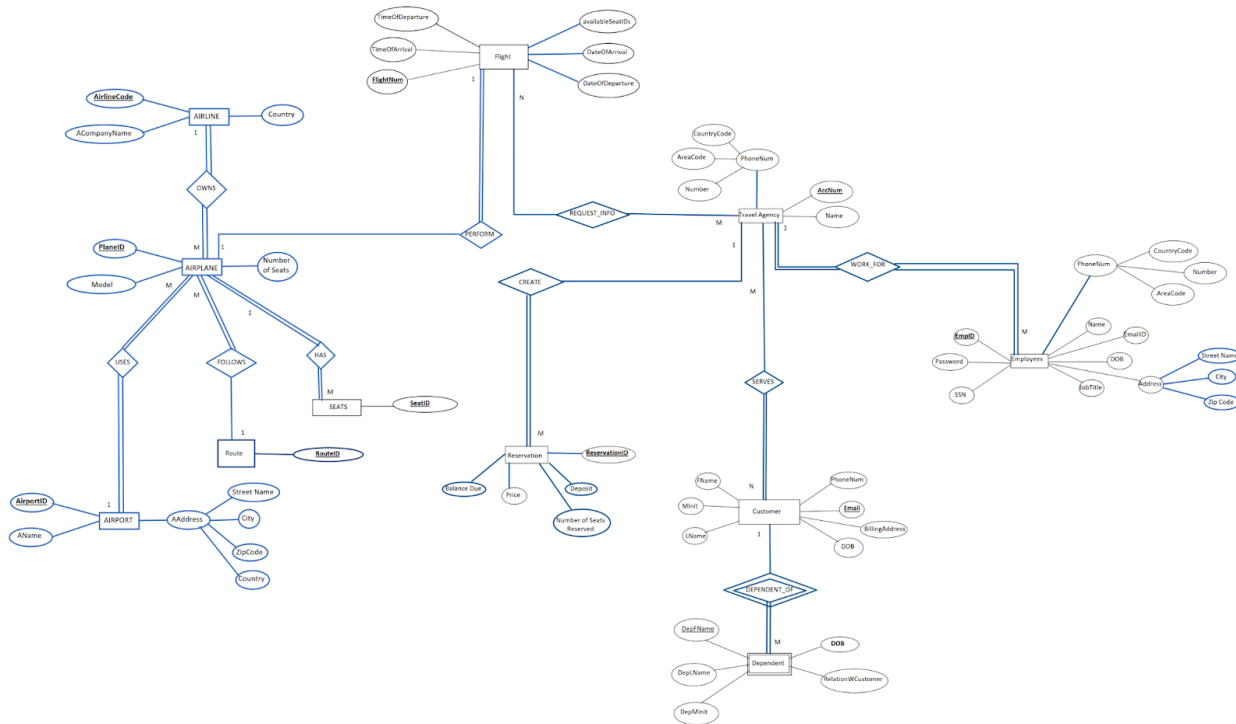 TimeOfDeparture
availableSeatIDs
TimeOfArrival
Flight
DateOfArrival
FlightNum
DateOfDeparture
1
N
AirlineCode
AIRLINE
Country
ACompanyName
1
OWNS
CountryCode
AreaCode
PhoneNum
Number
AccNum
Travel Agency
Name
REQUEST_INFO
M
1
PERFORM
M
1
PlaneID
AIRPLANE
Number
of Seats
Model
M
M
1
1
M
CREATE
WORK_FOR
CountryCode
PhoneNum
Number
AreaCode
M
EmpID
Name
EmailID
Password
Employees
DOB
SSN
JobTitle
Address
Street Name
City
Zip Code
USES
FOLLOWS
HAS
M
SEATS
SeatID
SERVES
1
Route
RouteID
M
Reservation
ReservationID
Balance Due
Price
Deposit
Number of Seats
Reserved
AirportID
1
AIRPORT
AName
AAddress
Street Name
City
ZipCode
Country
N
FName
PhoneNum
MInit
Customer
Email
LName
BillingAddress
DOB
1
DEPENDENT_OF
M
DepFName
DOB
DepLName
Dependent
RelationWCustomer
DepMinit